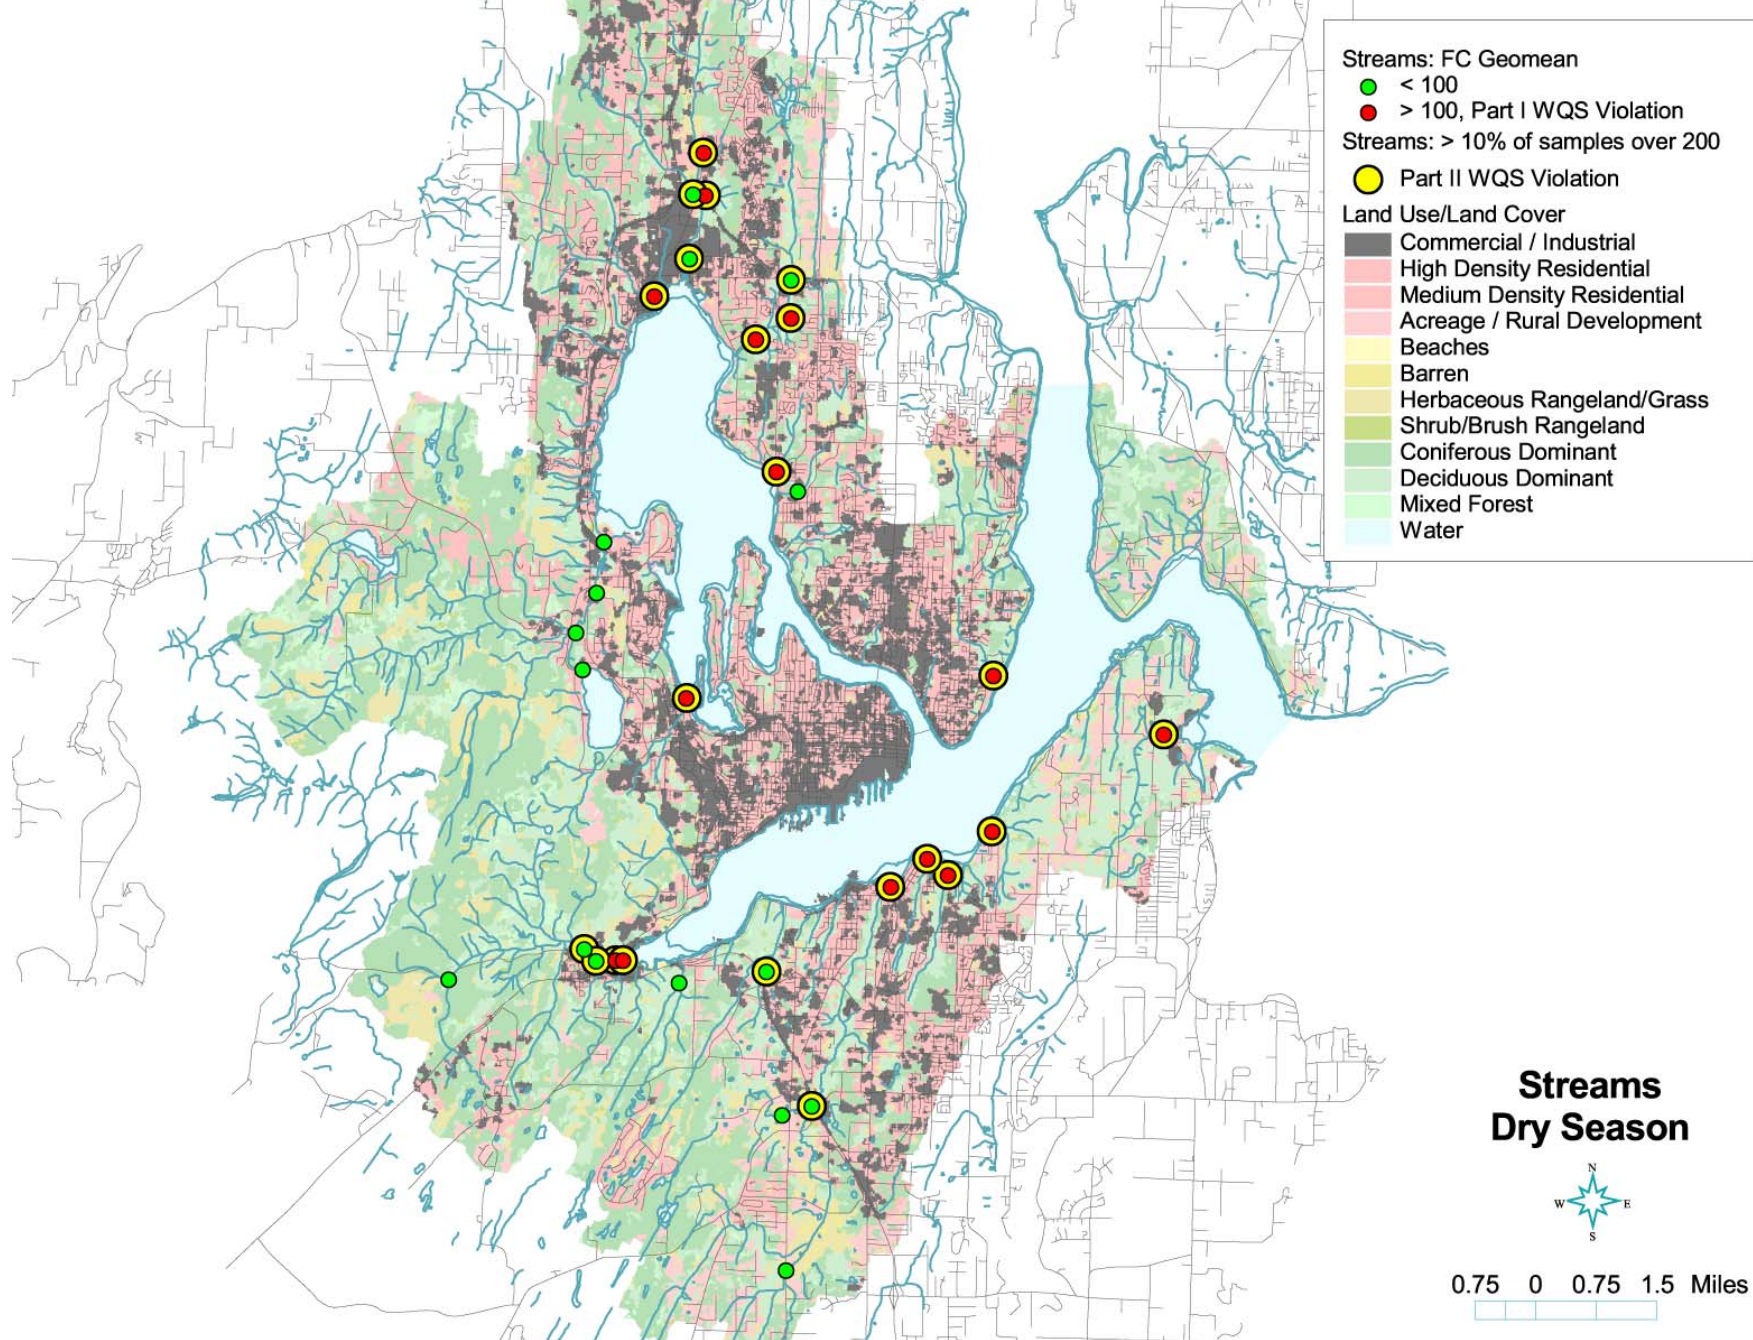 Streams: FC Geomean
< 100
> 100, Part I WQS Violation
Streams: > 10% of samples over 200
Part II WQS Violation
Land Use/Land Cover
Commercial / Industrial
High Density Residential
Medium Density Residential
Acreage / Rural Development
Beaches
Barren
Herbaceous Rangeland/Grass
Shrub/Brush Rangeland
Coniferous Dominant
Deciduous Dominant
Mixed Forest
Water
Streams
Dry Season
N
W E
S
0.75 0 0.75 1.5 Miles